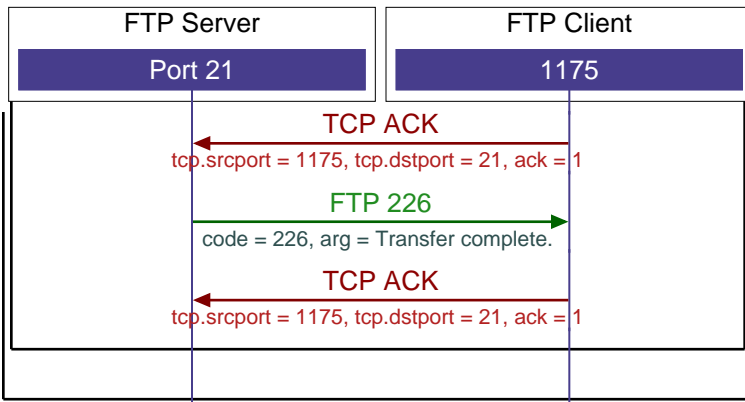 FTP Server
FTP Client
Port 21
1175
TCP ACK
tcp.srcport = 1175, tcp.dstport = 21, ack = 1
FTP 226
code = 226, arg = Transfer complete.
TCP ACK
tcp.srcport = 1175, tcp.dstport = 21, ack = 1